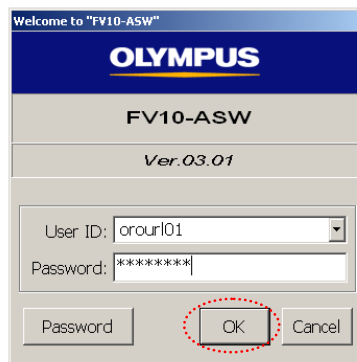 Welcome to "FV10-ASW"
OLYMPUS
FV10-ASW
Ver.03.01
User ID: orourl01
Password: ********
Password OK Cancel